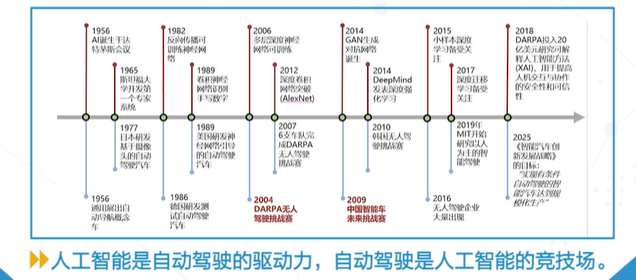 1956
AI诞生于达
特茅斯会议
1965
斯坦福大
学开发第
一个专家
系统
1982
反向传播可
训练神经网
络
1989
卷积神经
网络识别
手写数字
2006
多层深度神经
网络可训练
2012
深度卷积
网络突破
(AlexNet)
2014
GAN生成
对抗网络
诞生
2014
DeepMind
发表深度强
化学习
2015
小样本深度
学习备受关
注
2017
深度迁移
学习备受
关注
2018
DARPA投入20
亿美元研究可解
释人工智能方法
(XAI)，用于提高
人机交互与协作
的安全性和可信
性
1956
通用展出自
动导航概念
车
1977
日本研发
基于摄像
头的自动
驾驶汽车
1986
德国研发测
试自动驾驶
汽车
1989
美国研发神
经网络引导
的自动驾驶
汽车
2004
DARPA无人
驾驶挑战赛
2007
6支车队完
成DARPA
无人驾驶
挑战赛
2009
中国智能车
未来挑战赛
2010
韩国无人驾
驶挑战赛
2016
无人驾驶企业
大量出现
2019年
MIT开始
研究以人
为主的智
能驾驶
2025
《智能汽车创
新发展战略》
的目标：
“实现有条件
自动驾驶的智
能汽车达到规
模化生产”
人工智能是自动驾驶的驱动力，自动驾驶是人工智能的竞技场。